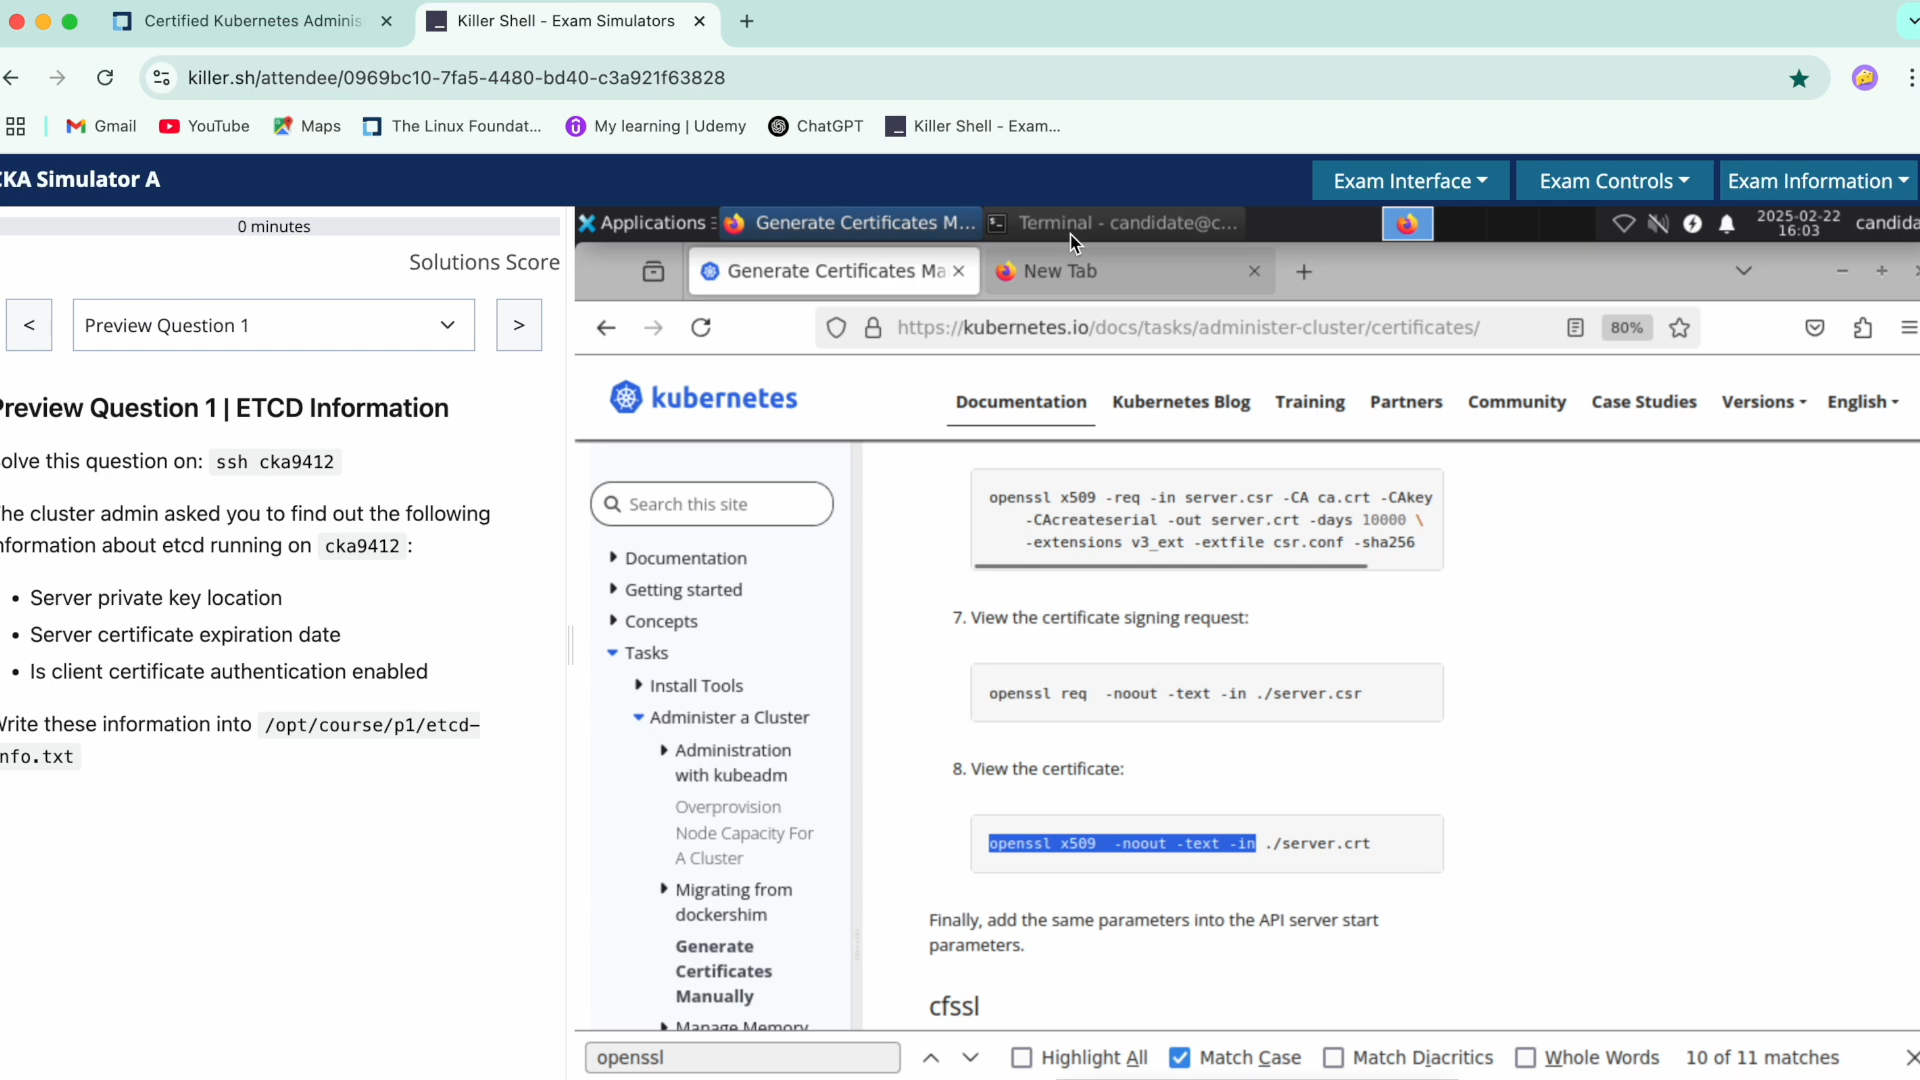 Certified Kubernetes Adminis
Killer Shell - Exam Simulators
killer.sh/attendee/0969bc10-7fa5-4480-bd40-c3a921f63828
Gmail
YouTube
Maps
The Linux Foundat...
My learning | Udemy
ChatGPT
Killer Shell - Exam...
KA Simulator A
Exam Interface
Exam Controls
Exam Information
0 minutes
Solutions Score
<
Preview Question 1
>
Preview Question 1 | ETCD Information
olve this question on: ssh cka9412
he cluster admin asked you to find out the following
nformation about etcd running on cka9412 :
• Server private key location
• Server certificate expiration date
• Is client certificate authentication enabled
Write these information into /opt/course/p1/etcd-
nfo.txt
Applications
Generate Certificates M...
Terminal - candidate@c...
2025-02-22
16:03
candida
Generate Certificates Ma
New Tab
https://kubernetes.io/docs/tasks/administer-cluster/certificates/
80%
kubernetes
Documentation
Kubernetes Blog
Training
Partners
Community
Case Studies
Versions
English
Search this site
Documentation
Getting started
Concepts
Tasks
Install Tools
Administer a Cluster
Administration
with kubeadm
Overprovision
Node Capacity For
A Cluster
Migrating from
dockershim
Generate
Certificates
Manually
Manage Memory
openssl x509 -req -in server.csr -CA ca.crt -CAkey
-CAcreateserial -out server.crt -days 10000 \
-extensions v3_ext -extfile csr.conf -sha256
7. View the certificate signing request:
openssl req  -noout -text -in ./server.csr
8. View the certificate:
openssl x509  -noout -text -in ./server.crt
Finally, add the same parameters into the API server start
parameters.
cfssl
openssl
Highlight All
Match Case
Match Diacritics
Whole Words
10 of 11 matches